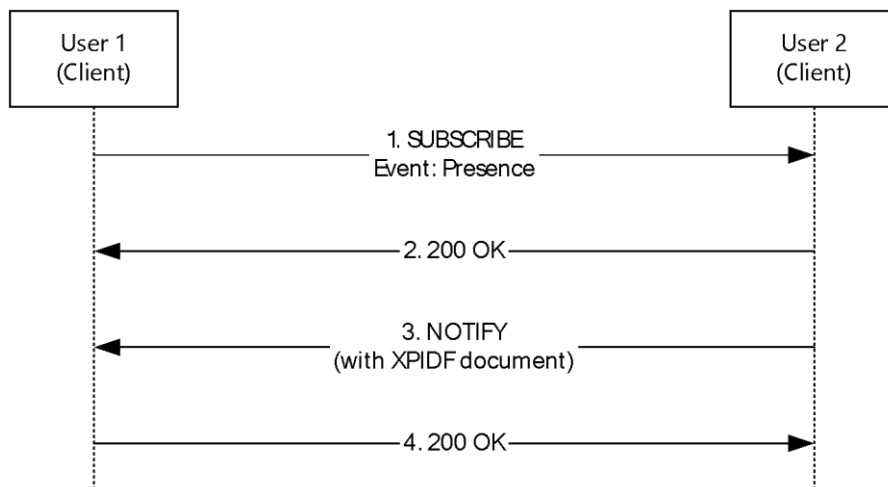 User 1
(Client)
User 2
(Client)
1. SUBSCRIBE
Event: Presence
2. 200 OK
3. NOTIFY
(with XPIDF document)
4. 200 OK